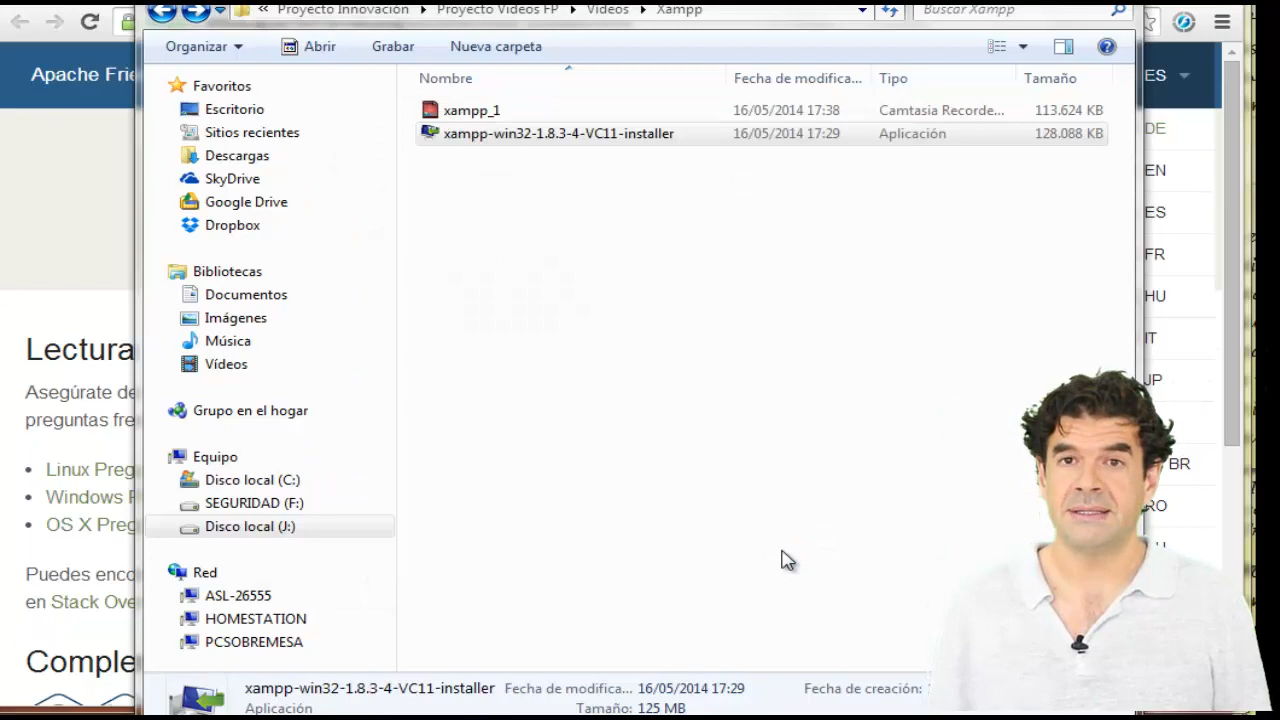 Proyecto Innovación Proyecto Videos FP Videos Xampp Buscar Xampp
Organizar Abrir Grabar Nueva carpeta
Apache Frie
ES
Nombre Fecha de modifica... Tipo Tamaño
Favoritos
Escritorio
Sitios recientes
Descargas
SkyDrive
Google Drive
Dropbox
Bibliotecas
Documentos
Imágenes
Música
Vídeos
Grupo en el hogar
Equipo
Disco local (C:)
SEGURIDAD (F:)
Disco local (J:)
Red
ASL-26555
HOMESTATION
PCSOBREMESA
xampp_1 16/05/2014 17:38 Camtasia Recorde... 113.624 KB
xampp-win32-1.8.3-4-VC11-installer 16/05/2014 17:29 Aplicación 128.088 KB
DE
EN
ES
FR
HU
IT
JP
BR
RO
Lectura
Asegúrate de
preguntas fre
Linux Preg
Windows P
OS X Preg
Puedes enco
en Stack Ove
Comple
xampp-win32-1.8.3-4-VC11-installer Fecha de modifica... 16/05/2014 17:29 Fecha de creación:
Aplicación Tamaño: 125 MB